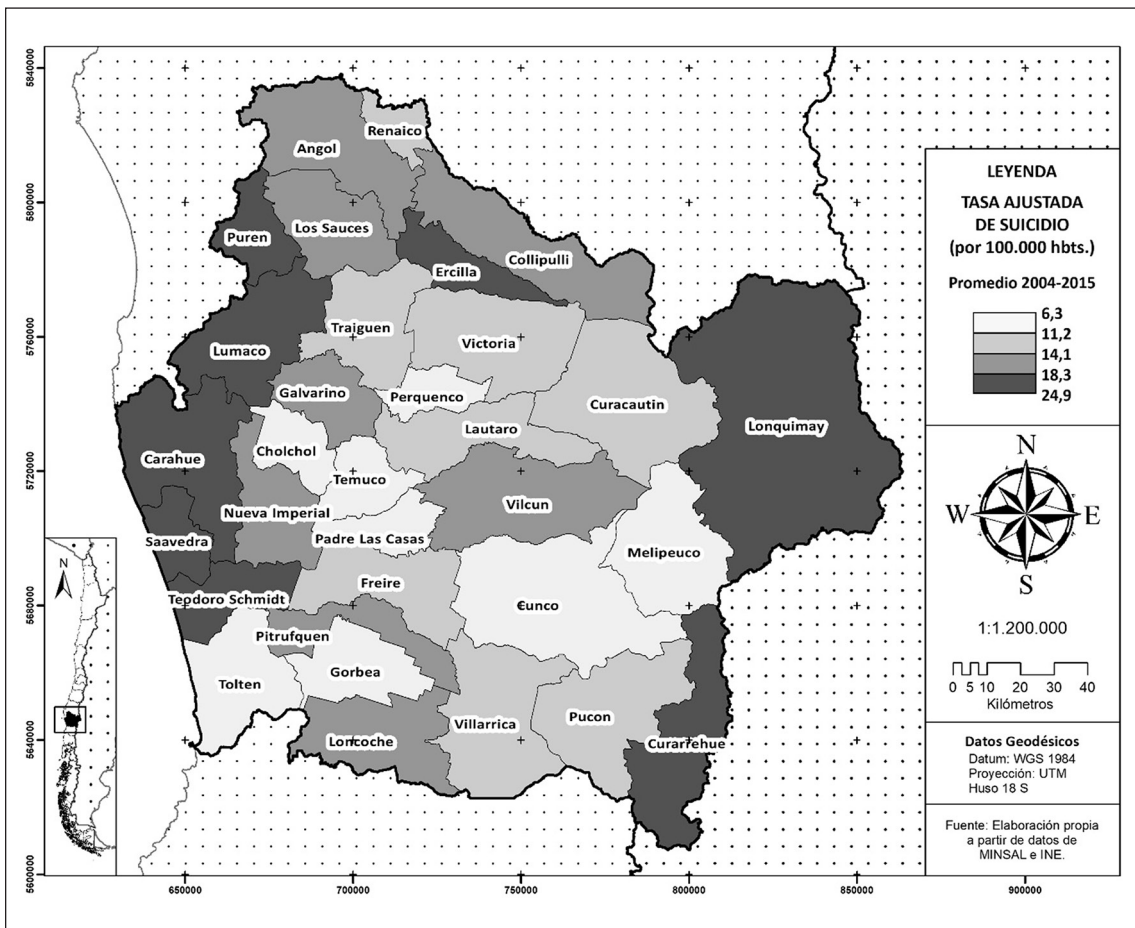 5840000
5800000
5760000
5720000
5680000
5640000
5600000
Renaico
Angol
Los Sauces
Puren
Collipulli
Ercilla
Traiguen
Victoria
Lumaco
Galvarino
Perquenco
Curacautin
Lautaro
Lonquimay
Cholchol
Carahue
Temuco
Vilcun
Nueva Imperial
Saavedra
Padre Las Casas
Melipeuco
Freire
Teodoro Schmidt
Cunco
Pitrufquen
Gorbea
Tolten
Villarrica
Pucon
Loncoche
Curarrehue
N
650000 700000 750000 800000 850000 900000
LEYENDA
TASA AJUSTADA
DE SUICIDIO
(por 100.000 hbts.)
Promedio 2004-2015
6,3
11,2
14,1
18,3
24,9
N
W E
S
1:1.200.000
0 5 10 20 30 40
Kilómetros
Datos Geodésicos
Datum: WGS 1984
Proyección: UTM
Huso 18 S
Fuente: Elaboración propia
a partir de datos de
MINSAL e INE.